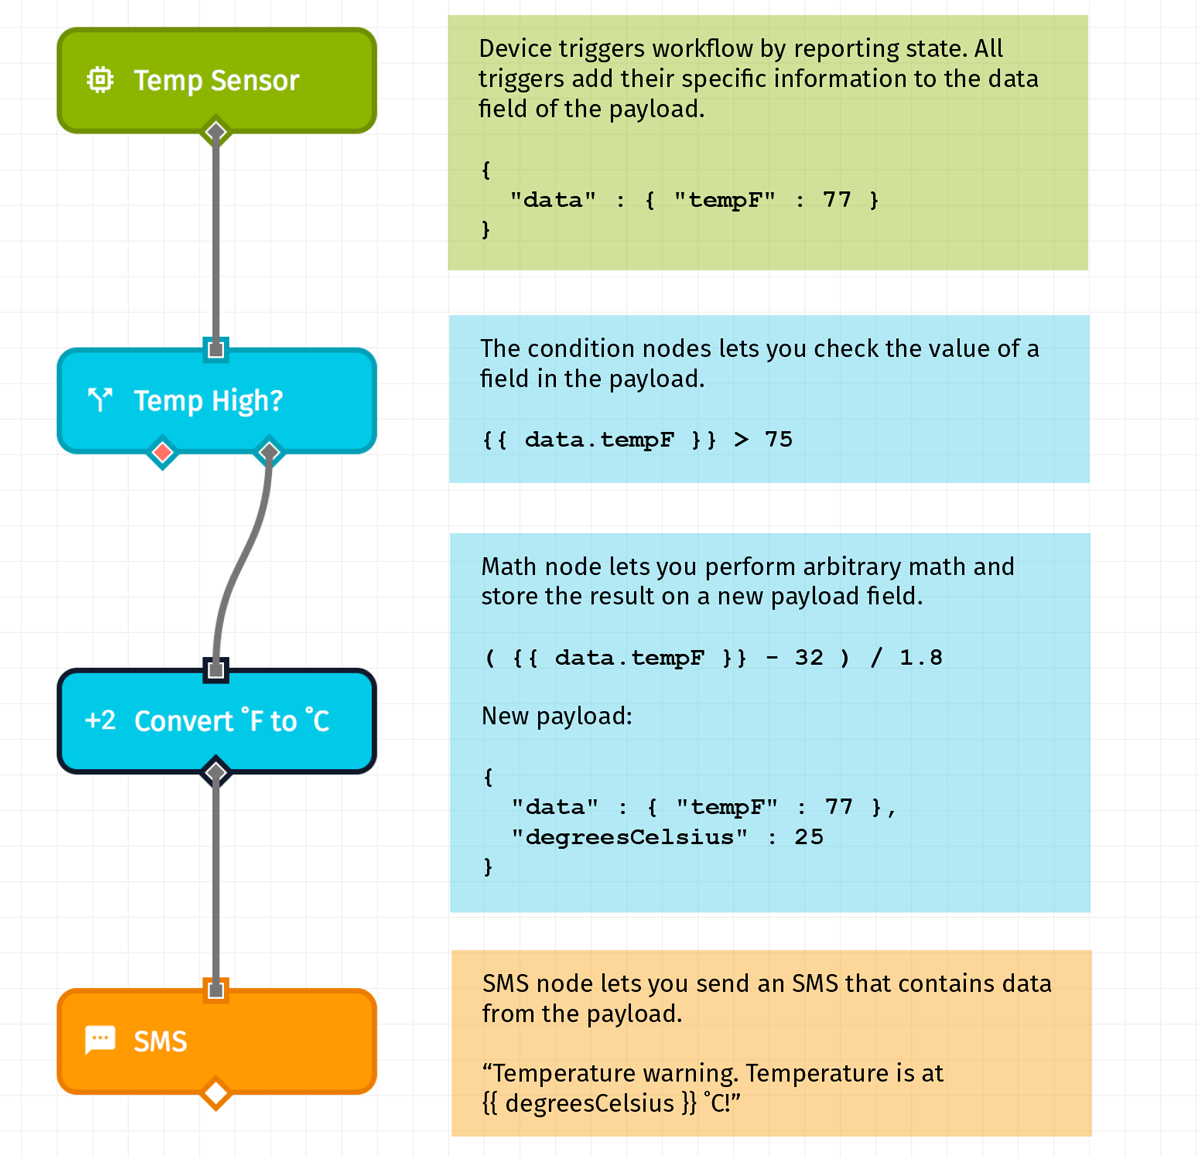 Temp Sensor
Device triggers workflow by reporting state. All
triggers add their specific information to the data
field of the payload.
{
"data" : { "tempF" : 77 }
}
Temp High?
The condition nodes lets you check the value of a
field in the payload.
{{ data.tempF }} > 75
Math node lets you perform arbitrary math and
store the result on a new payload field.
( {{ data.tempF }} - 32 ) / 1.8
+2 Convert ˚F to ˚C
New payload:
{
"data" : { "tempF" : 77 },
"degreesCelsius" : 25
}
SMS
SMS node lets you send an SMS that contains data
from the payload.
“Temperature warning. Temperature is at
{{ degreesCelsius }} ˚C!”